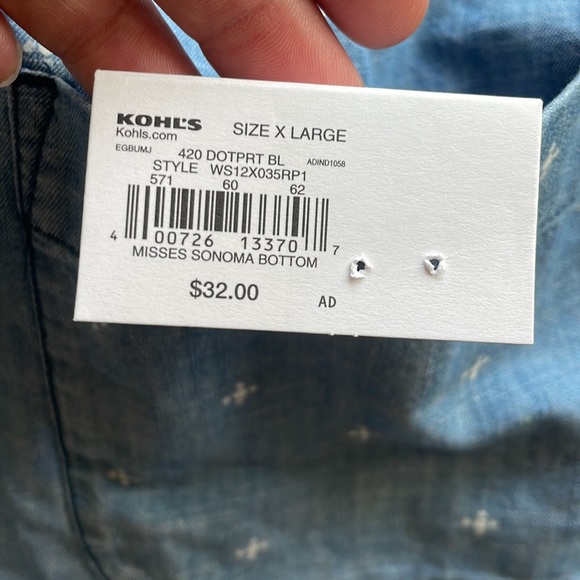 KOHL'S SIZE X LARGE
Kohls.com
EGBUMJ 420 DOTPRT BL ADIND1058
STYLE WS12X035RP1
571 60 62
4 00726 13370 7
MISSES SONOMA BOTTOM
$32.00 AD